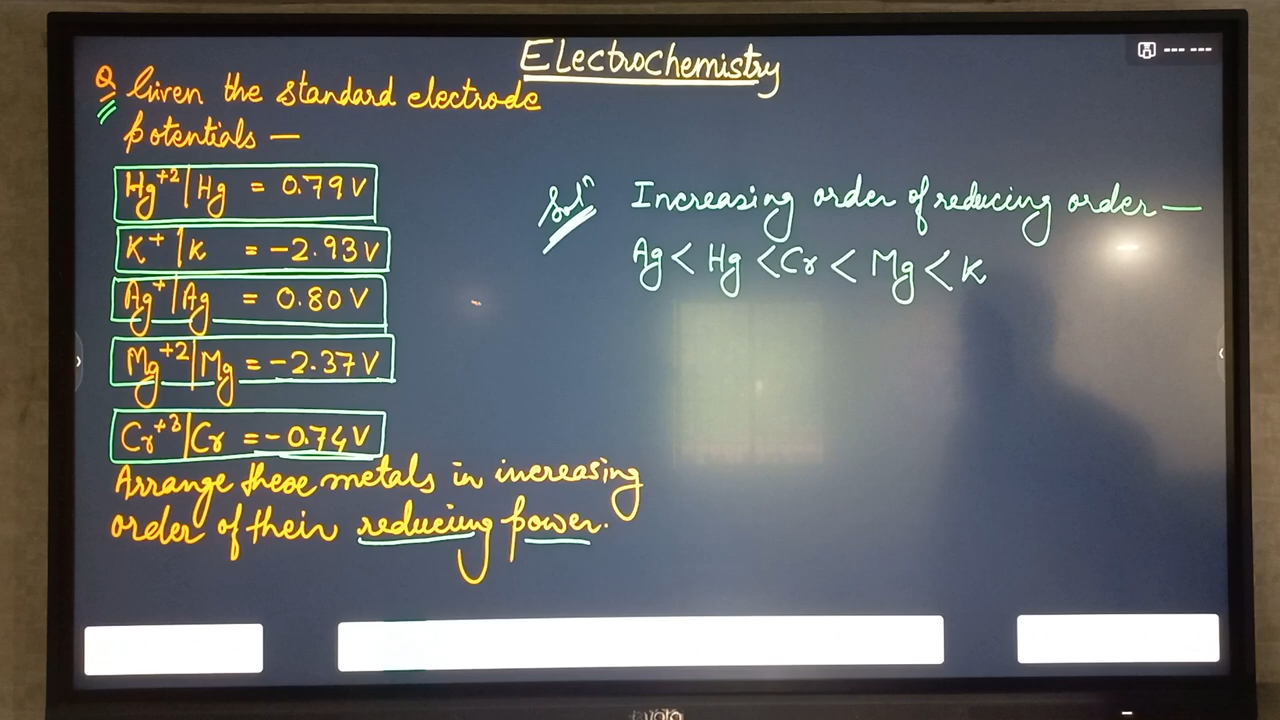 Electrochemistry
Q Given the standard electrode
potentials —
Hg⁺²|Hg = 0.79V
K⁺|K = -2.93V
Ag⁺|Ag = 0.80V
Mg⁺²|Mg = -2.37V
Cr⁺³|Cr = -0.74V
Arrange these metals in increasing
order of their reducing power.
Solⁿ Increasing order of reducing order —
Ag < Hg < Cr < Mg < K